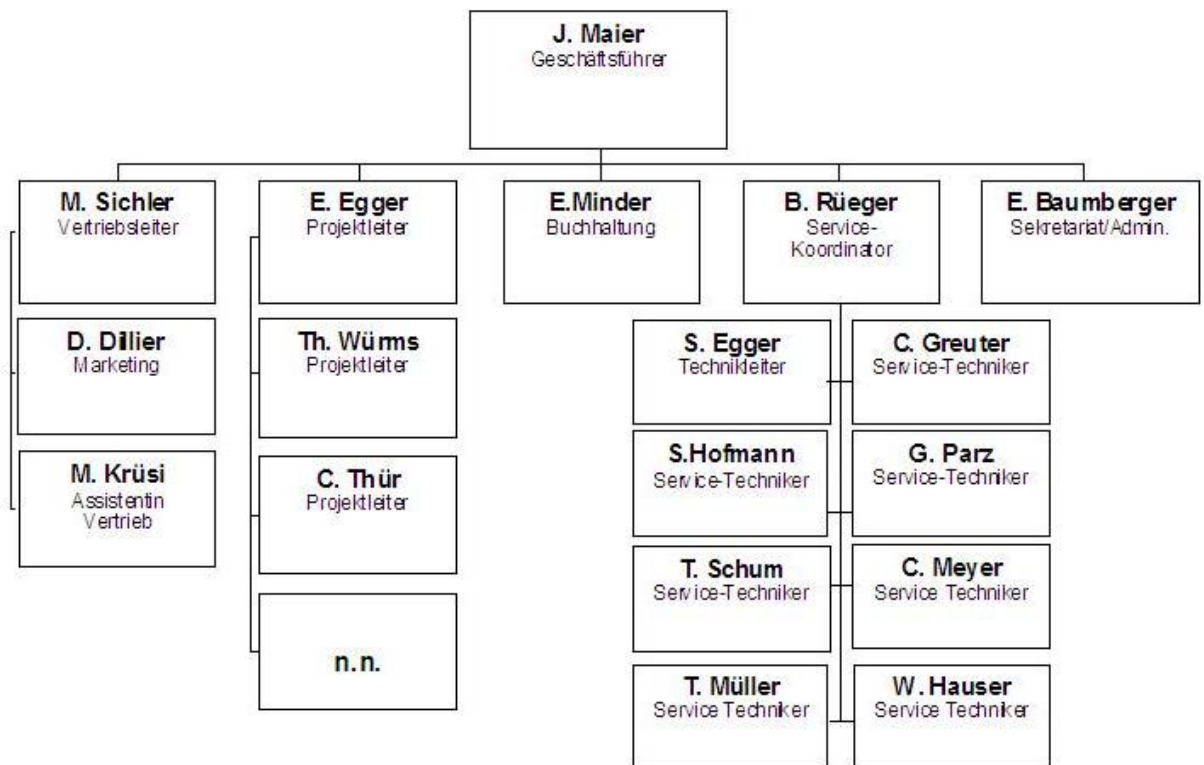 J. Maier
Geschäftsführer
M. Sichler
Vertriebsleiter
E. Egger
Projektleiter
E.Minder
Buchhaltung
B. Rüeger
Service-
Koordinator
E. Baumberger
Sekretariat/Admin.
D. Dillier
Marketing
Th. Würms
Projektleiter
S. Egger
Technikleiter
C. Greuter
Service-Techniker
M. Krüsi
Assistentin
Vertrieb
C. Thür
Projektleiter
S.Hofmann
Service-Techniker
G. Parz
Service-Techniker
T. Schum
Service-Techniker
C. Meyer
Service Techniker
n.n.
T. Müller
Service Techniker
W. Hauser
Service Techniker